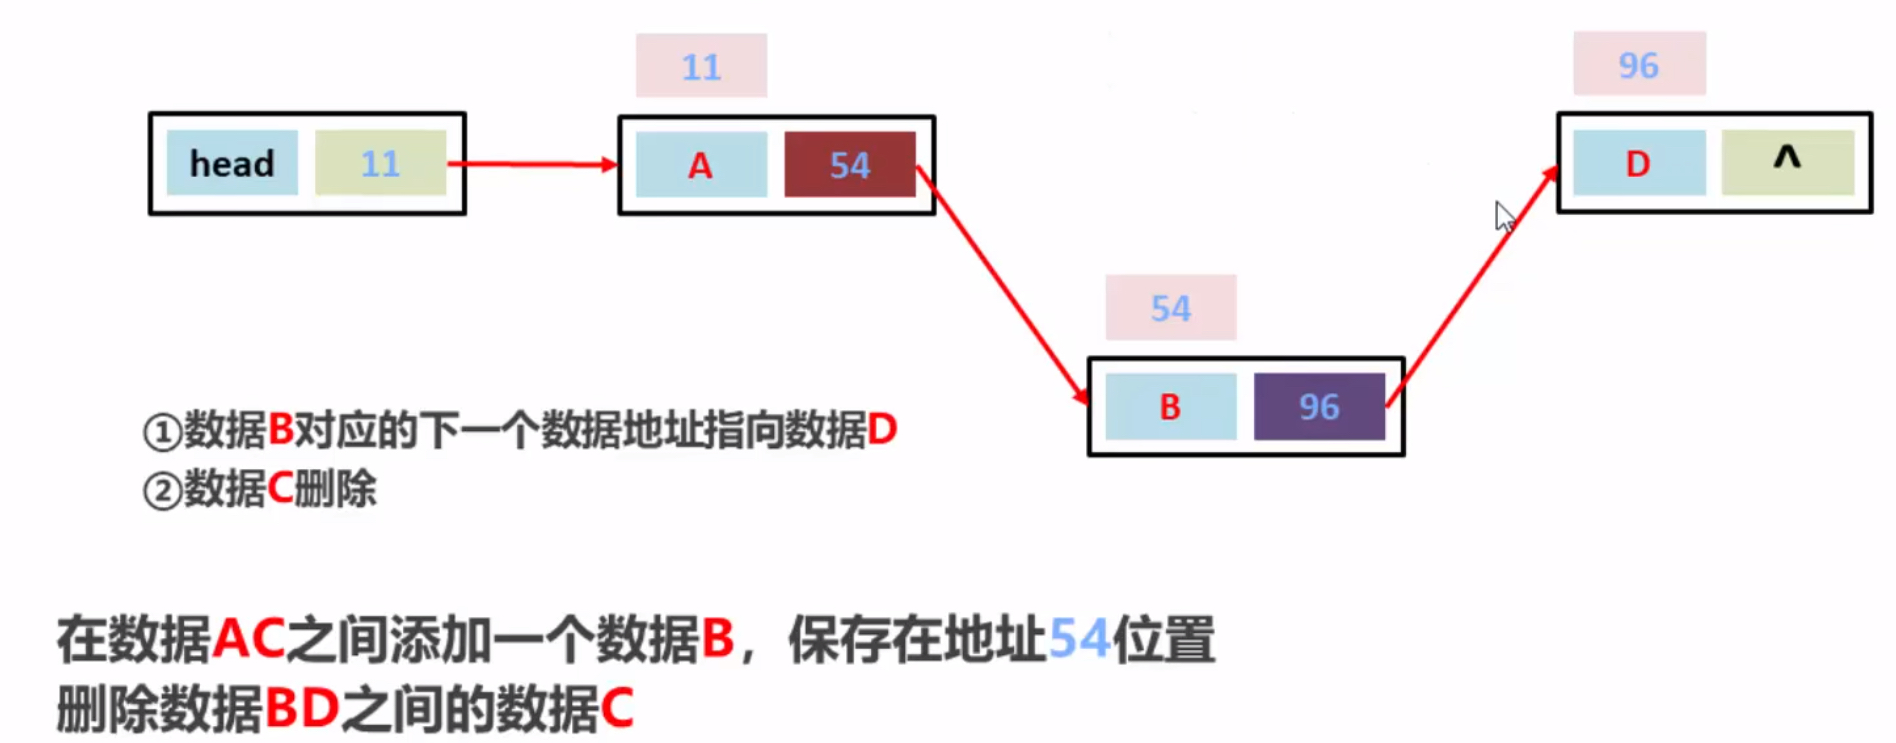 11
96
head 11
A 54
D ^
54
B 96
①数据B对应的下一个数据地址指向数据D
②数据C删除
在数据AC之间添加一个数据B，保存在地址54位置
删除数据BD之间的数据C